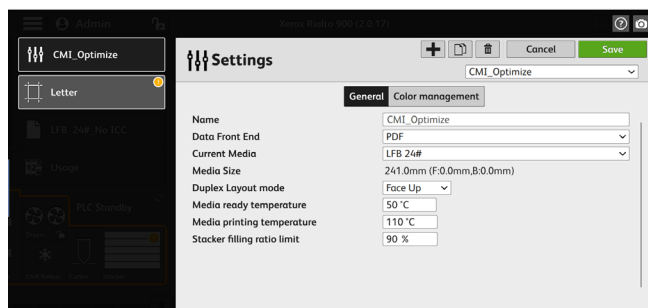 Admin
Xerox Rialto 900 (2.0.17)
CMI_Optimize
Letter
LFB 24# No ICC
Usage
PLC Standby
Settings
Cancel
Save
CMI_Optimize
General
Color management
Name
CMI_Optimize
Data Front End
PDF
Current Media
LFB 24#
Media Size
241.0mm (F:0.0mm,B:0.0mm)
Duplex Layout mode
Face Up
Media ready temperature
50 °C
Media printing temperature
110 °C
Stacker filling ratio limit
90 %